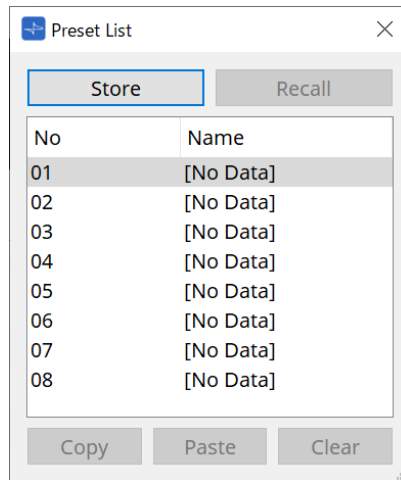 Preset List
Store Recall
No Name
01 [No Data]
02 [No Data]
03 [No Data]
04 [No Data]
05 [No Data]
06 [No Data]
07 [No Data]
08 [No Data]
Copy Paste Clear